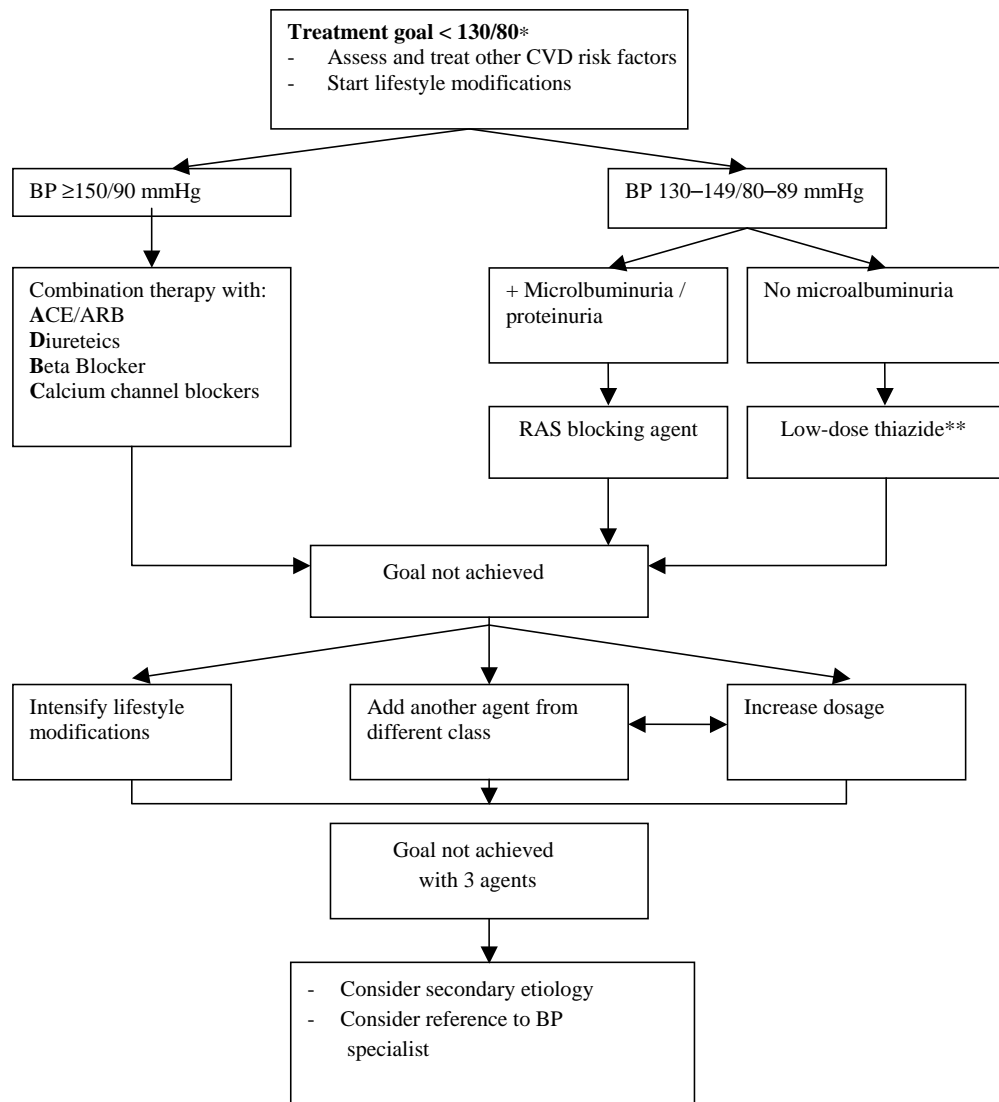 Treatment goal < 130/80*
- Assess and treat other CVD risk factors
- Start lifestyle modifications
BP ≥150/90 mmHg
BP 130–149/80–89 mmHg
Combination therapy with:
ACE/ARB
Diureteics
Beta Blocker
Calcium channel blockers
+ Microlbuminuria /
proteinuria
No microalbuminuria
RAS blocking agent
Low-dose thiazide**
Goal not achieved
Intensify lifestyle
modifications
Add another agent from
different class
Increase dosage
Goal not achieved
with 3 agents
- Consider secondary etiology
- Consider reference to BP
specialist